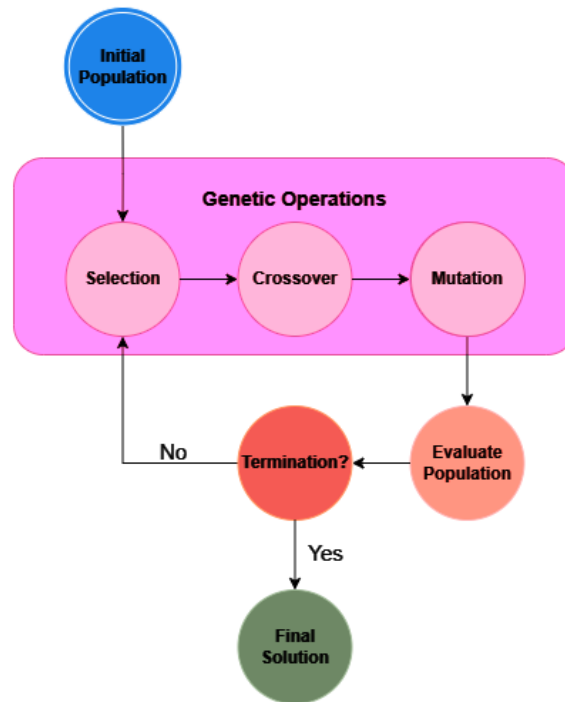 Initial
Population
Genetic Operations
Selection
Crossover
Mutation
No
Termination?
Evaluate
Population
Yes
Final
Solution